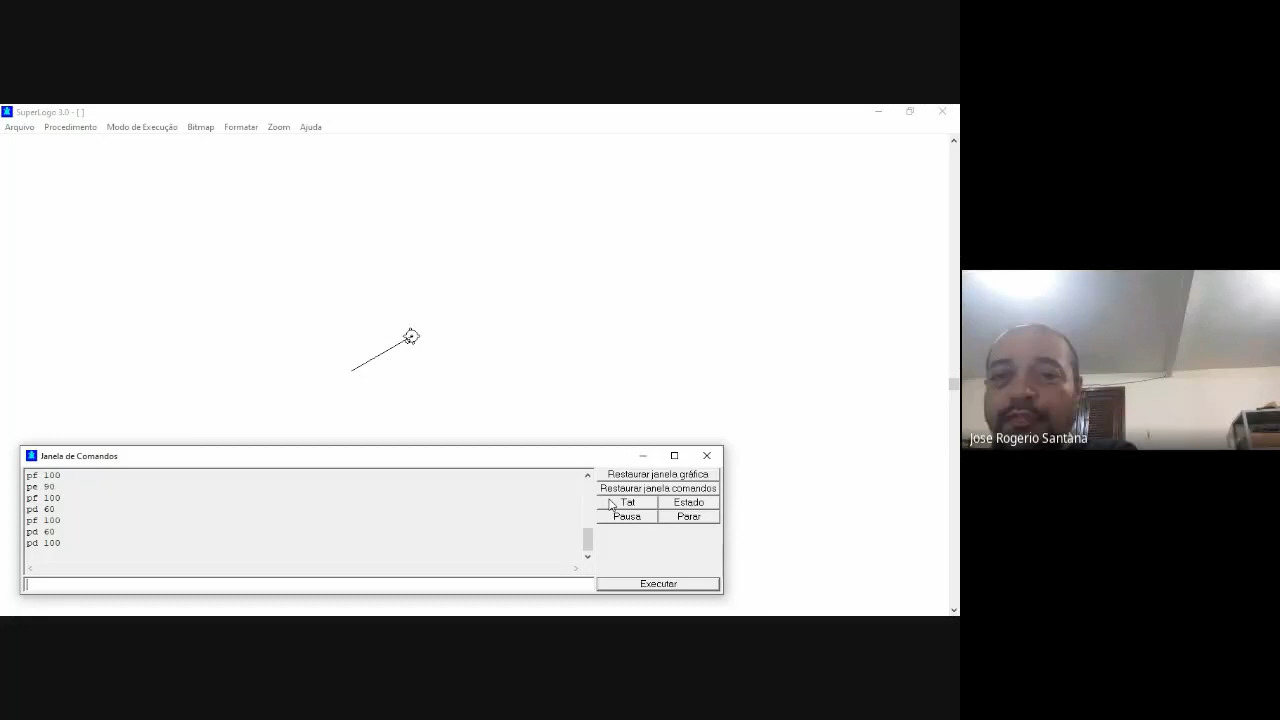 SuperLogo 3.0 - [ ]
Arquivo Procedimento Modo de Execução Bitmap Formatar Zoom Ajuda
Janela de Comandos
pf 100
pe 90
pf 100
pd 60
pf 100
pd 60
pd 100
Restaurar janela gráfica
Restaurar janela comandos
Tat Estado
Pausa Parar
Executar
Jose Rogerio Santana